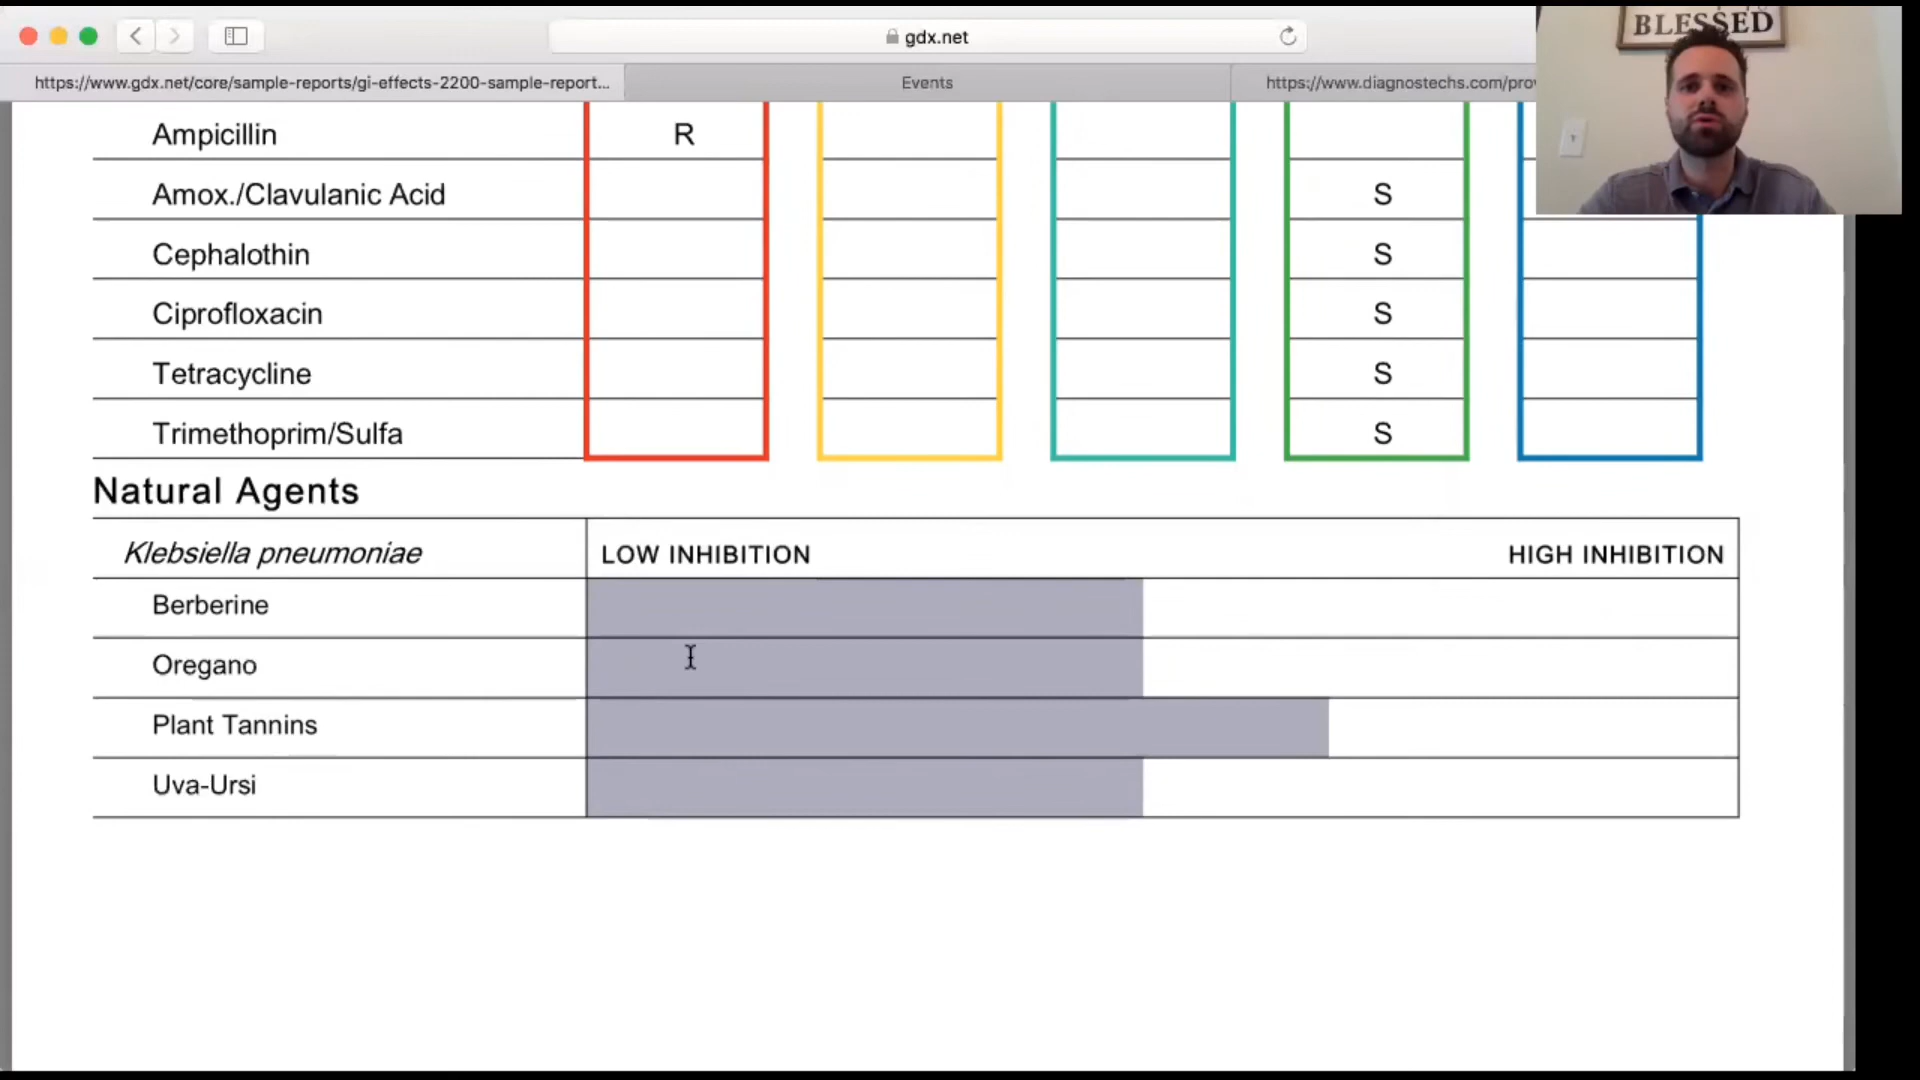 BLESSED
gdx.net
https://www.gdx.net/core/sample-reports/gi-effects-2200-sample-report...
Events
https://www.diagnostechs.com/pro
Ampicillin R
Amox./Clavulanic Acid S
Cephalothin S
Ciprofloxacin S
Tetracycline S
Trimethoprim/Sulfa S
Natural Agents
Klebsiella pneumoniae LOW INHIBITION HIGH INHIBITION
Berberine
Oregano
Plant Tannins
Uva-Ursi